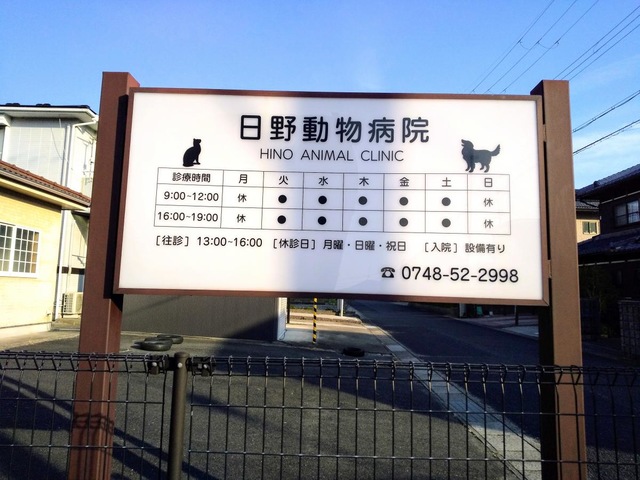 日野動物病院
HINO ANIMAL CLINIC
診療時間 月 火 水 木 金 土 日
9:00~12:00 休 ● ● ● ● ● 休
16:00~19:00 休 ● ● ● ● ● 休
[往診] 13:00~16:00 [休診日] 月曜・日曜・祝日 [入院] 設備有り
☎ 0748-52-2998